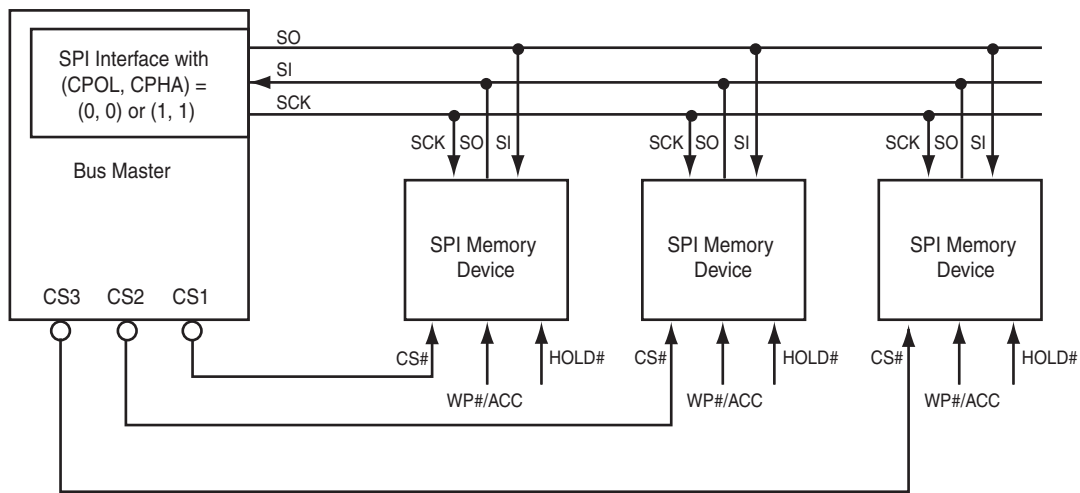 SPI Interface with
(CPOL, CPHA) =
(0, 0) or (1, 1)
Bus Master
SO
SI
SCK
SCK SO SI
SCK SO SI
SCK SO SI
SPI Memory
Device
SPI Memory
Device
SPI Memory
Device
CS3 CS2 CS1
CS# HOLD#
WP#/ACC
CS# HOLD#
WP#/ACC
CS# HOLD#
WP#/ACC